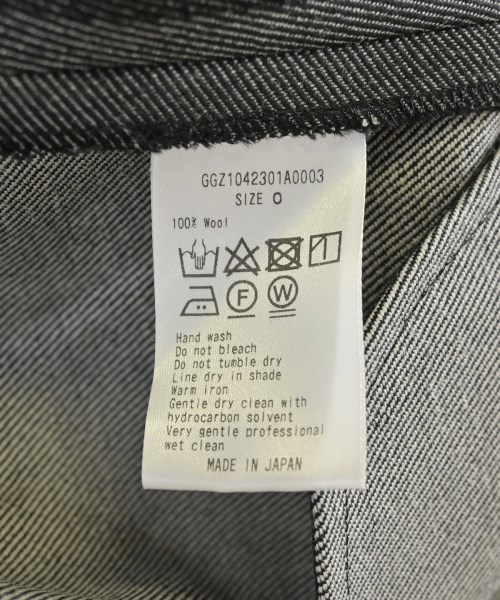 GGZ1042301A0003
SIZE O
100% Wool
F W
Hand wash
Do not bleach
Do not tumble dry
Line dry in shade
Warm iron
Gentle dry clean with
hydrocarbon solvent
Very gentle professional
wet clean
MADE IN JAPAN